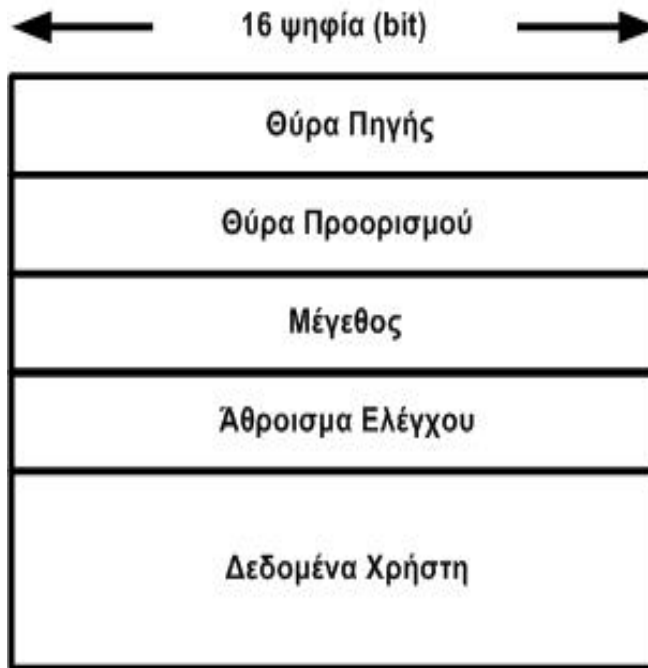 16 ψηφία (bit)
Θύρα Πηγής
Θύρα Προορισμού
Μέγεθος
Άθροισμα Ελέγχου
Δεδομένα Χρήστη